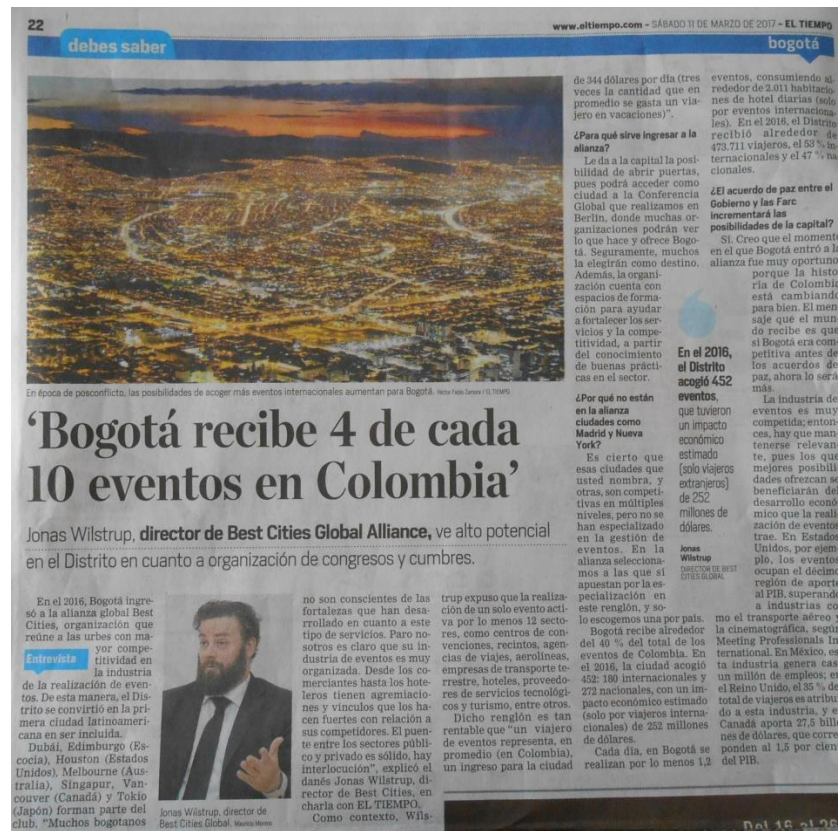 22
www.eltiempo.com - SÁBADO 11 DE MARZO DE 2017 - EL TIEMPO
debes saber
bogotá
En época de posconflicto, las posibilidades de acoger más eventos internacionales aumentan para Bogotá. Héctor Fabio Zamora / EL TIEMPO
‘Bogotá recibe 4 de cada
10 eventos en Colombia’
Jonas Wilstrup, director de Best Cities Global Alliance, ve alto potencial
en el Distrito en cuanto a organización de congresos y cumbres.
En el 2016, Bogotá ingre-
só a la alianza global Best
Cities, organización que
reúne a las urbes con ma-
yor compe-
Entrevista
titividad en
la industria
de la realización de even-
tos. De esta manera, el Dis-
trito se convirtió en la pri-
mera ciudad latinoameri-
cana en ser incluida.
Dubái, Edimburgo (Es-
cocia), Houston (Estados
Unidos), Melbourne (Aus-
tralia), Singapur, Van-
couver (Canadá) y Tokio
(Japón) forman parte del
club. “Muchos bogotanos
Jonas Wilstrup, director de
Best Cities Global.
no son conscientes de las
fortalezas que han desa-
rrollado en cuanto a este
tipo de servicios. Paro no-
sotros es claro que su in-
dustria de eventos es muy
organizada. Desde los co-
merciantes hasta los hote-
leros tienen agremiacio-
nes y vínculos que los ha-
cen fuertes con relación a
sus competidores. El puen-
te entre los sectores públi-
co y privado es sólido, hay
interlocución”, explicó el
danés Jonas Wilstrup, di-
rector de Best Cities, en
charla con EL TIEMPO.
Como contexto, Wils-
trup expuso que la realiza-
ción de un solo evento acti-
va por lo menos 12 secto-
res, como centros de con-
venciones, recintos, agen-
cias de viajes, aerolíneas,
empresas de transporte te-
rrestre, hoteles, proveedo-
res de servicios tecnológi-
cos y turismo, entre otros.
Dicho renglón es tan
rentable que “un viajero
de eventos representa, en
promedio (en Colombia),
un ingreso para la ciudad
de 344 dólares por día (tres
veces la cantidad que en
promedio se gasta un via-
jero en vacaciones)”.
¿Para qué sirve ingresar a la
alianza?
Le da a la capital la posi-
bilidad de abrir puertas,
pues podrá acceder como
ciudad a la Conferencia
Global que realizamos en
Berlín, donde muchas or-
ganizaciones podrán ver
lo que hace y ofrece Bogo-
tá. Seguramente, muchos
la elegirán como destino.
Además, la organi-
zación cuenta con
espacios de forma-
ción para ayudar
a fortalecer los ser-
vicios y la compe-
titividad, a partir
del conocimiento
de buenas prácti-
cas en el sector.
¿Por qué no están
en la alianza
ciudades como
Madrid y Nueva
York?
Es cierto que
esas ciudades que
usted nombra, y
otras, son competi-
tivas en múltiples
niveles, pero no se
han especializado
en la gestión de
eventos. En la
alianza selecciona-
mos a las que sí
apuestan por la es-
pecialización en
este renglón, y so-
lo escogemos una por país.
Bogotá recibe alrededor
del 40 % del total de los
eventos de Colombia. En
el 2016, la ciudad acogió
452: 180 internacionales y
272 nacionales, con un im-
pacto económico estimado
(solo por viajeros interna-
cionales) de 252 millones
de dólares.
Cada día, en Bogotá se
realizan por lo menos 1,2
En el 2016,
el Distrito
acogió 452
eventos,
que tuvieron
un impacto
económico
estimado
(solo viajeros
extranjeros)
de 252
millones de
dólares.
Jonas
Wilstrup
DIRECTOR DE BEST
CITIES GLOBAL
eventos, consumiendo al-
rededor de 2.011 habitacio-
nes de hotel diarias (solo
por eventos internaciona-
les). En el 2016, el Distrito
recibió alrededor de
473.711 viajeros, el 53 % in-
ternacionales y el 47 % na-
cionales.
¿El acuerdo de paz entre el
Gobierno y las Farc
incrementará las
posibilidades de la capital?
Sí. Creo que el momento
en el que Bogotá entró a la
alianza fue muy oportuno
porque la histo-
ria de Colombia
está cambiando
para bien. El men-
saje que el mun-
do recibe es que
si Bogotá era com-
petitiva antes de
los acuerdos de
paz, ahora lo será
más.
La industria de
eventos es muy
competida; enton-
ces, hay que man-
tenerse relevan-
te, pues los que
mejores posibili-
dades ofrezcan se
beneficiarán del
desarrollo econó-
mico que la reali-
zación de eventos
trae. En Estados
Unidos, por ejem-
plo, los eventos
ocupan el décimo
región de aporte
al PIB, superando
a industrias co-
mo el transporte aéreo y
la cinematográfica, según
Meeting Professionals In-
ternational. En México, es-
ta industria genera casi
un millón de empleos; en
el Reino Unido, el 35 % del
total de viajeros es atribui-
do a esta industria, y en
Canadá aporta 27,5 billo-
nes de dólares, que corres-
ponden al 1,5 por ciento
del PIB.